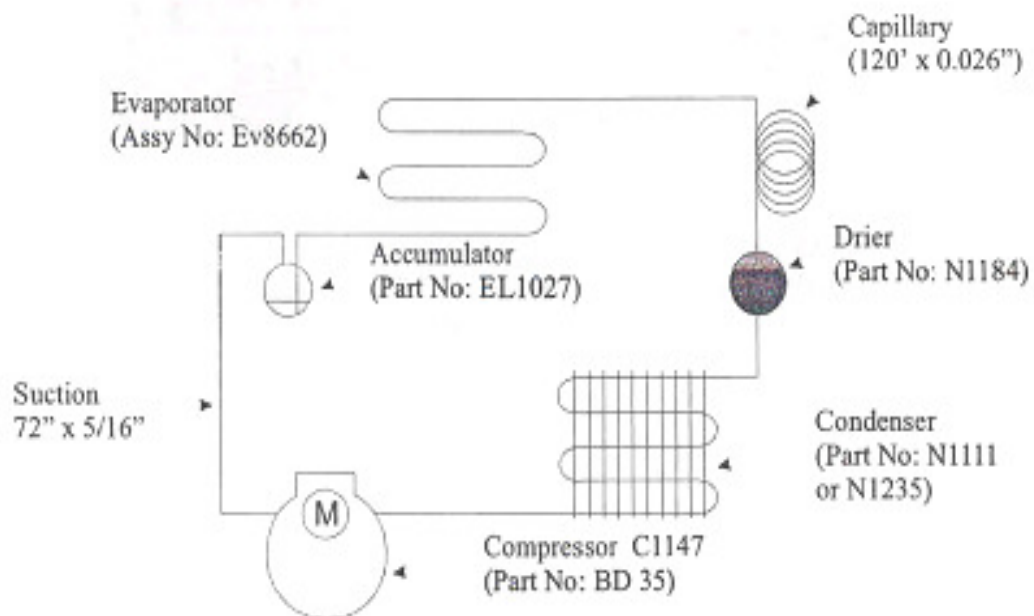 Capillary
(120' x 0.026")
Evaporator
(Assy No: Ev8662)
Drier
(Part No: N1184)
Accumulator
(Part No: EL1027)
Suction
72" x 5/16"
Condenser
(Part No: N1111
or N1235)
M
Compressor C1147
(Part No: BD 35)